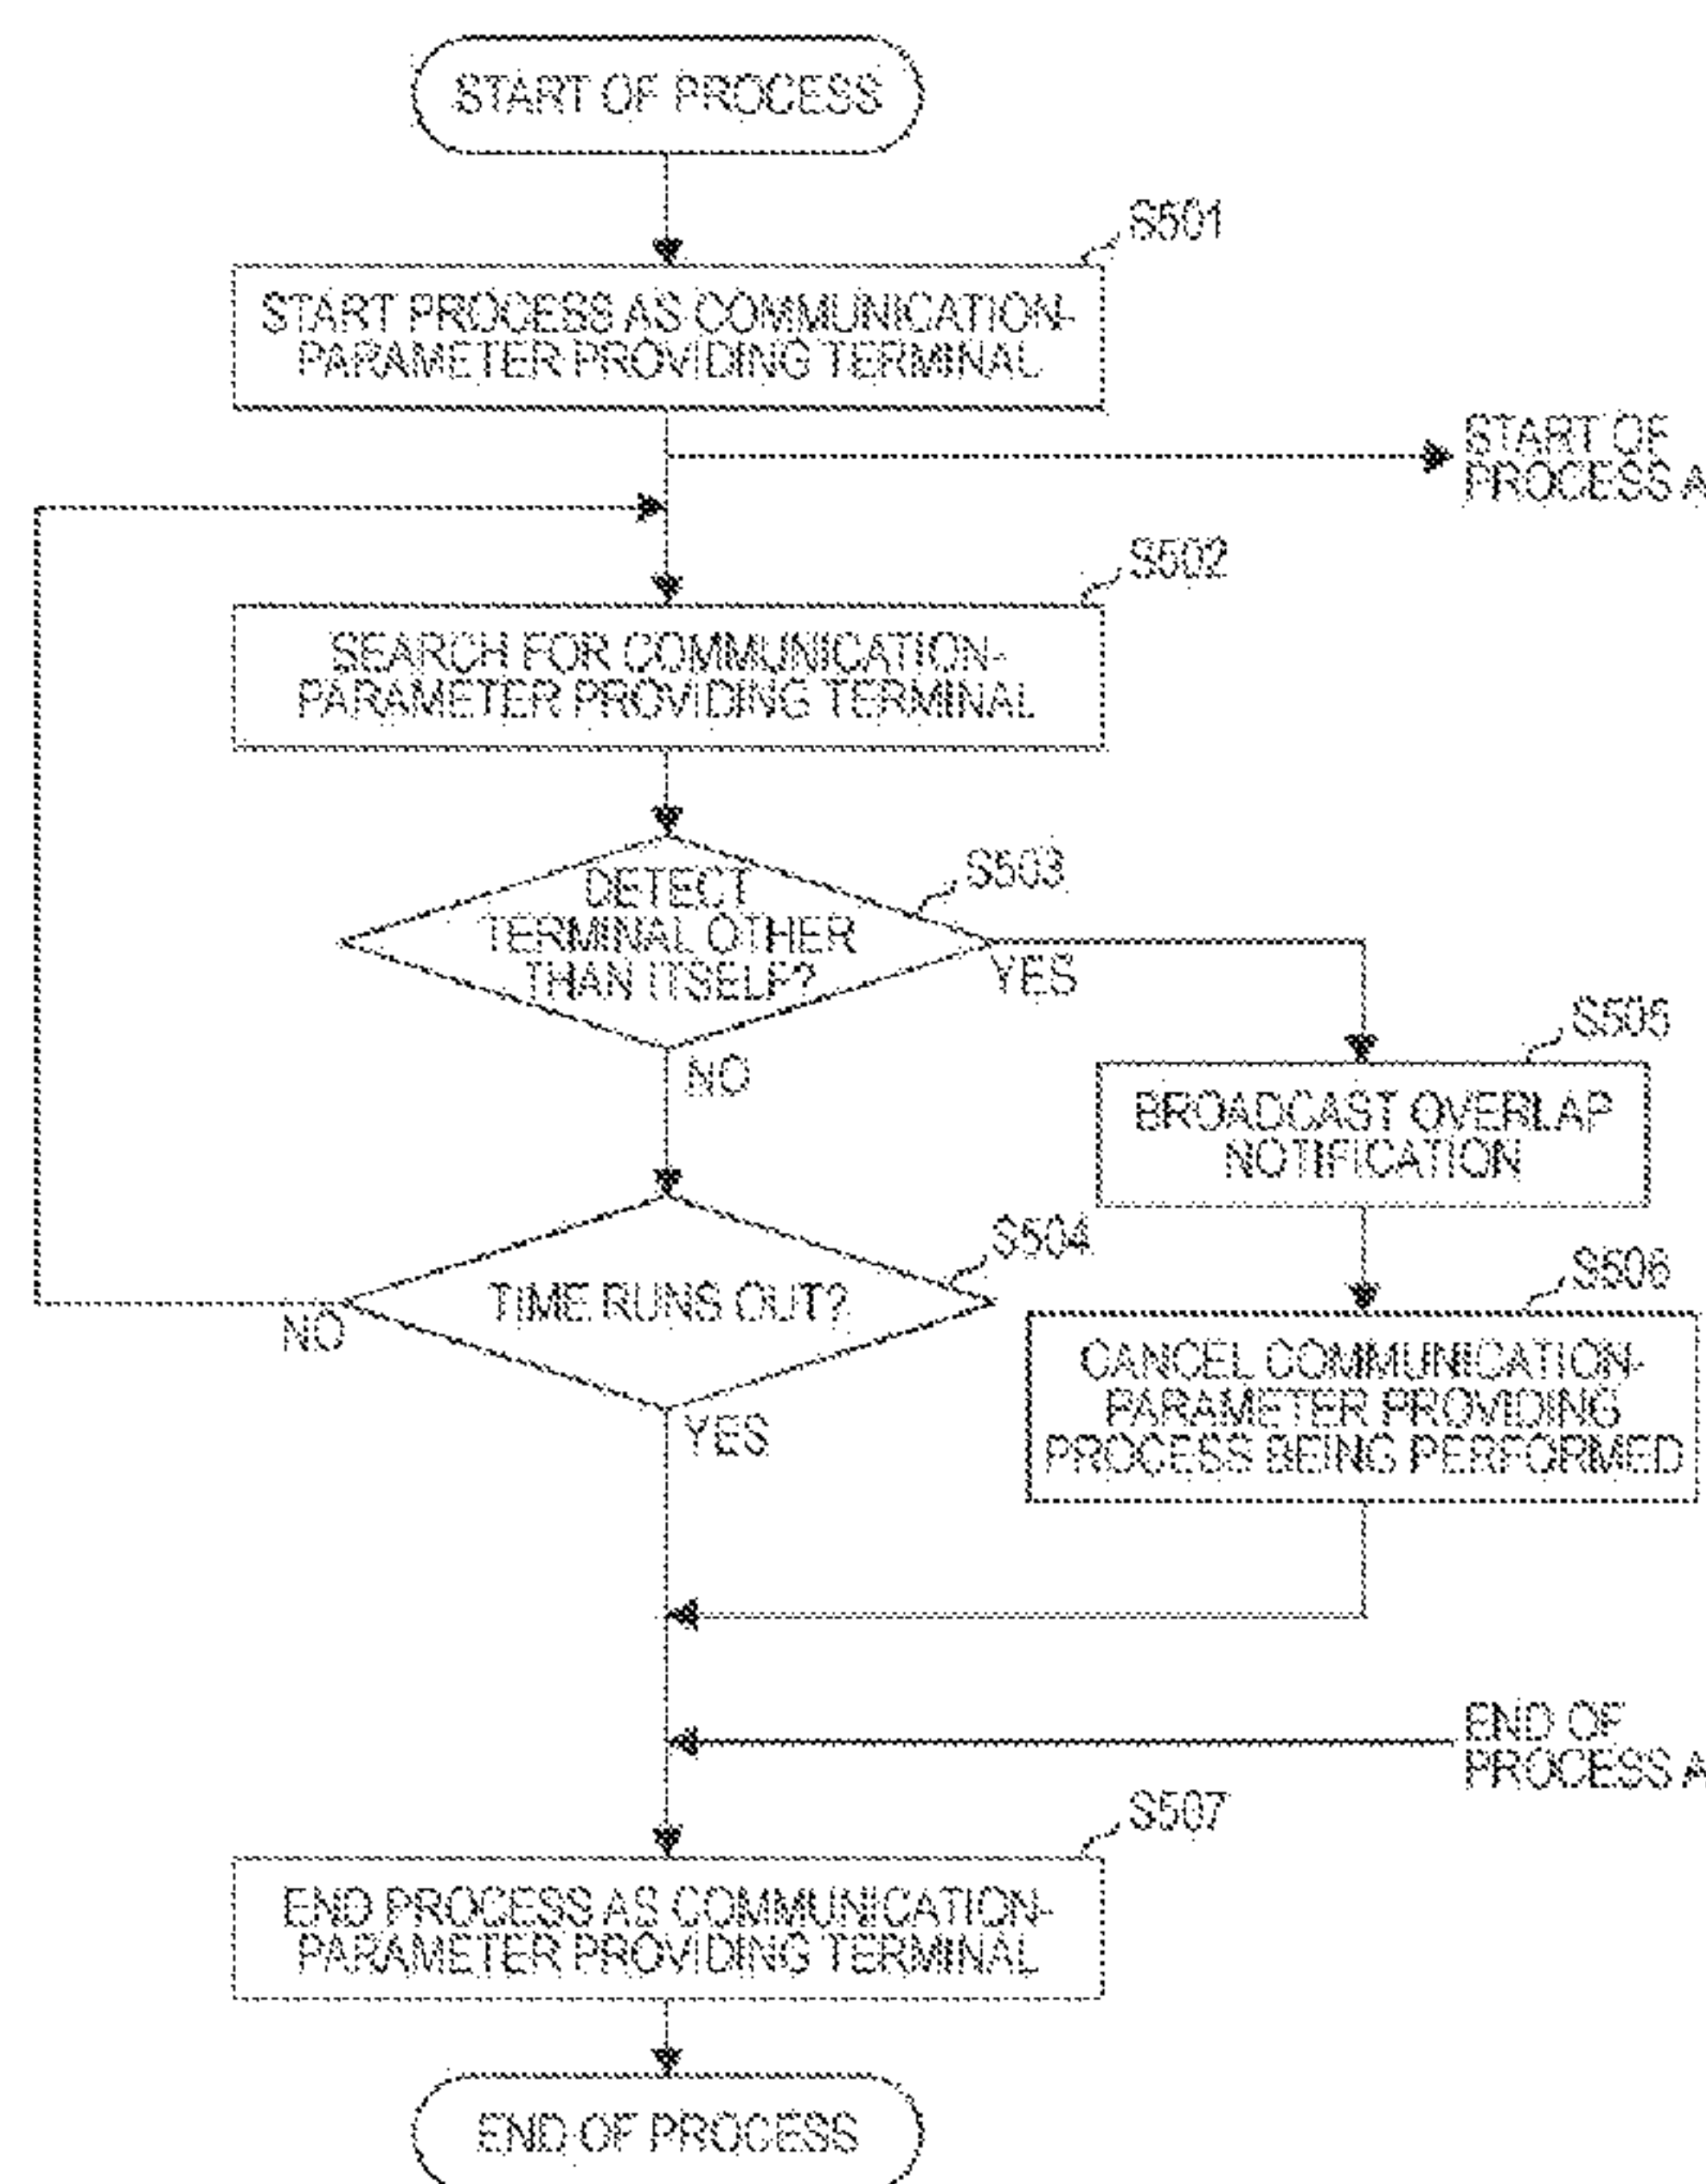 START OF PROCESS
S501
START PROCESS AS COMMUNICATION-
PARAMETER PROVIDING TERMINAL
START OF
PROCESS A
S502
SEARCH FOR COMMUNICATION-
PARAMETER PROVIDING TERMINAL
S503
DETECT
TERMINAL OTHER
THAN ITSELF?
YES
NO
S505
BROADCAST OVERLAP
NOTIFICATION
S504
TIME RUNS OUT?
NO
YES
S506
CANCEL COMMUNICATION-
PARAMETER PROVIDING
PROCESS BEING PERFORMED
END OF
PROCESS A
S507
END PROCESS AS COMMUNICATION-
PARAMETER PROVIDING TERMINAL
END OF PROCESS